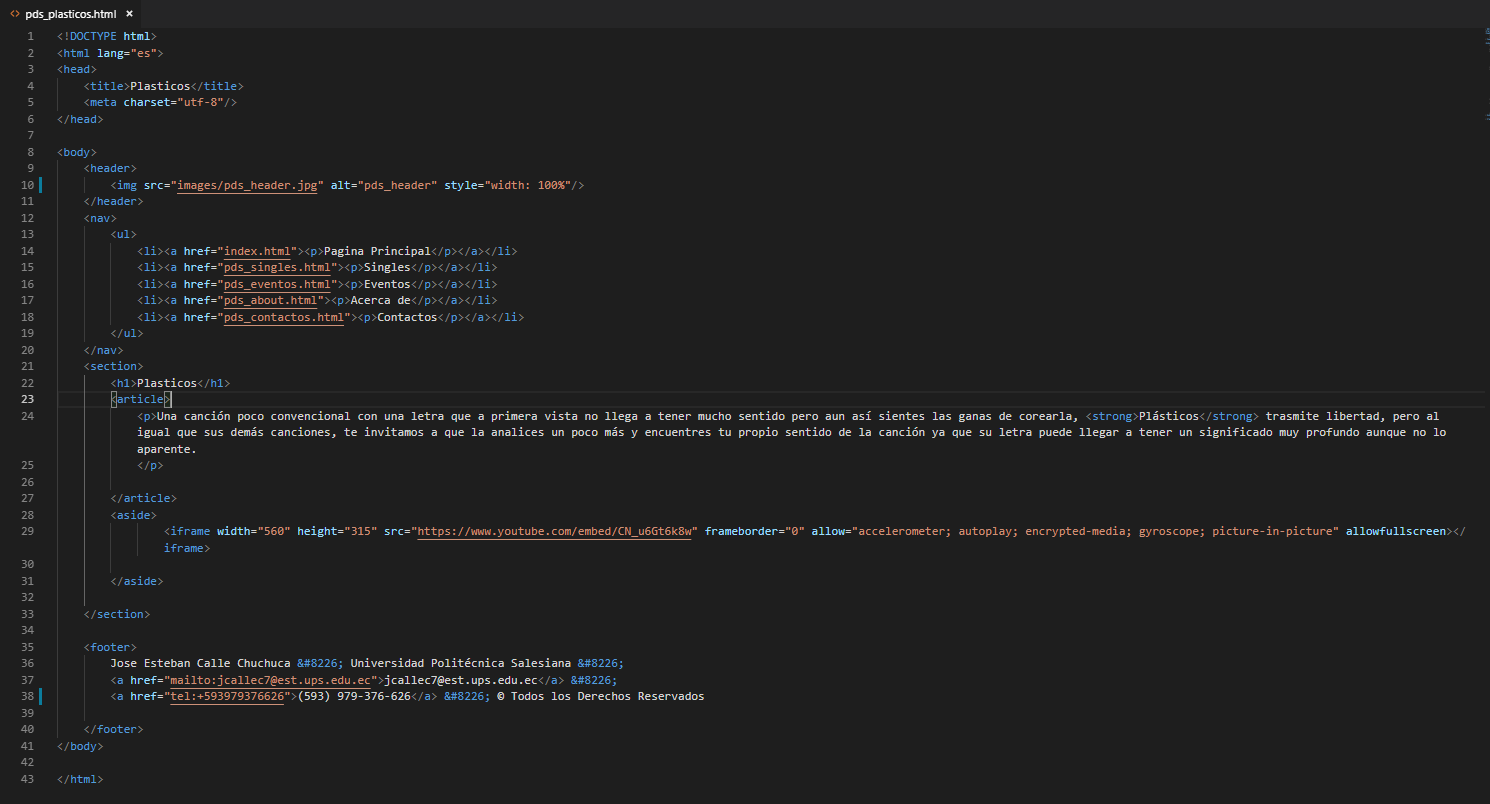 pds_plasticos.html ×
1 <!DOCTYPE html>
2 <html lang="es">
3 <head>
4 <title>Plasticos</title>
5 <meta charset="utf-8"/>
6 </head>
7
8 <body>
9 <header>
10 <img src="images/pds_header.jpg" alt="pds_header" style="width: 100%"/>
11 </header>
12 <nav>
13 <ul>
14 <li><a href="index.html"><p>Pagina Principal</p></a></li>
15 <li><a href="pds_singles.html"><p>Singles</p></a></li>
16 <li><a href="pds_eventos.html"><p>Eventos</p></a></li>
17 <li><a href="pds_about.html"><p>Acerca de</p></a></li>
18 <li><a href="pds_contactos.html"><p>Contactos</p></a></li>
19 </ul>
20 </nav>
21 <section>
22 <h1>Plasticos</h1>
23 <article>
24 <p>Una canción poco convencional con una letra que a primera vista no llega a tener mucho sentido pero aun así sientes las ganas de corearla, <strong>Plásticos</strong> trasmite libertad, pero al
igual que sus demás canciones, te invitamos a que la analices un poco más y encuentres tu propio sentido de la canción ya que su letra puede llegar a tener un significado muy profundo aunque no lo
aparente.
25 </p>
26
27 </article>
28 <aside>
29 <iframe width="560" height="315" src="https://www.youtube.com/embed/CN_u6Gt6k8w" frameborder="0" allow="accelerometer; autoplay; encrypted-media; gyroscope; picture-in-picture" allowfullscreen></
iframe>
30
31 </aside>
32
33 </section>
34
35 <footer>
36 Jose Esteban Calle Chuchuca &#8226; Universidad Politécnica Salesiana &#8226;
37 <a href="mailto:jcallec7@est.ups.edu.ec">jcallec7@est.ups.edu.ec</a> &#8226;
38 <a href="tel:+593979376626">(593) 979-376-626</a> &#8226; © Todos los Derechos Reservados
39
40 </footer>
41 </body>
42
43 </html>